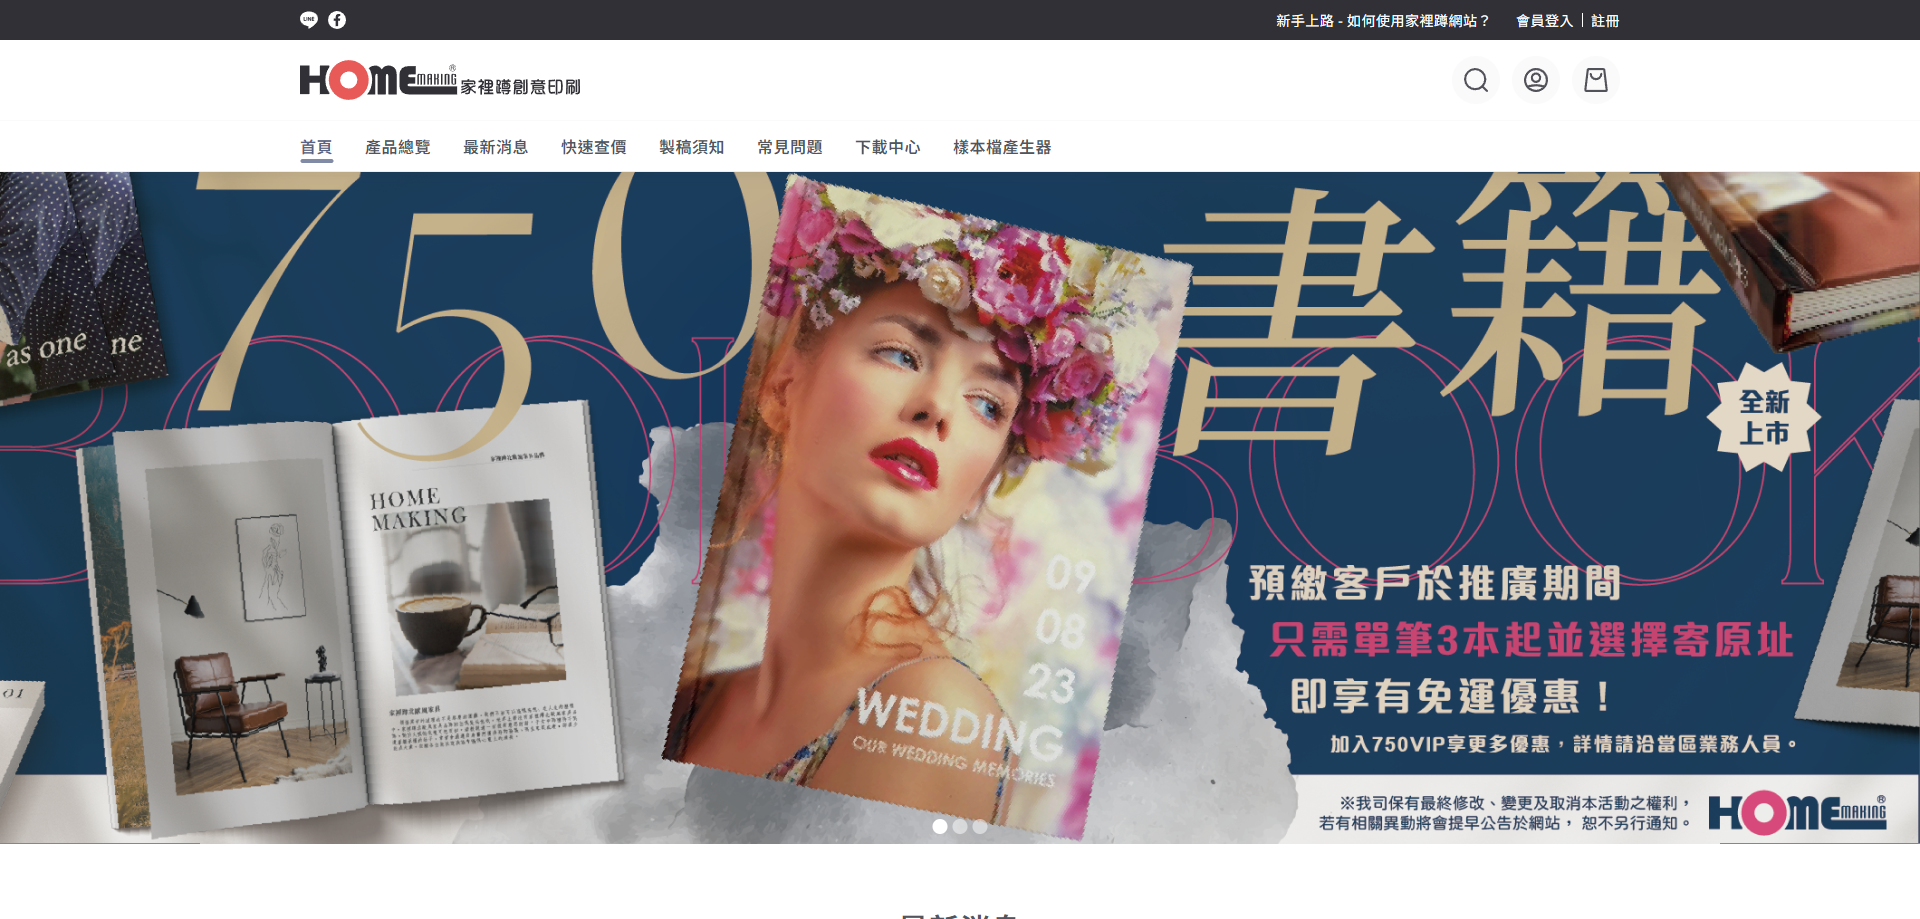 LINE
新手上路 - 如何使用家裡蹲網站？
會員登入
註冊
HOME MAKING® 家裡蹲創意印刷
首頁
產品總覽
最新消息
快速查價
製稿須知
常見問題
下載中心
樣本檔產生器
750
書籍
BOOK
as one
ne
全新
上市
HOME
MAKING
09
08
23
WEDDING
OUR WEDDING MEMORIES
01
預繳客戶於推廣期間
只需單筆3本起並選擇寄原址
即享有免運優惠！
加入750VIP享更多優惠，詳情請洽當區業務人員。
※我司保有最終修改、變更及取消本活動之權利，
若有相關異動將會提早公告於網站， 恕不另行通知。
HOME MAKING®
最新消息